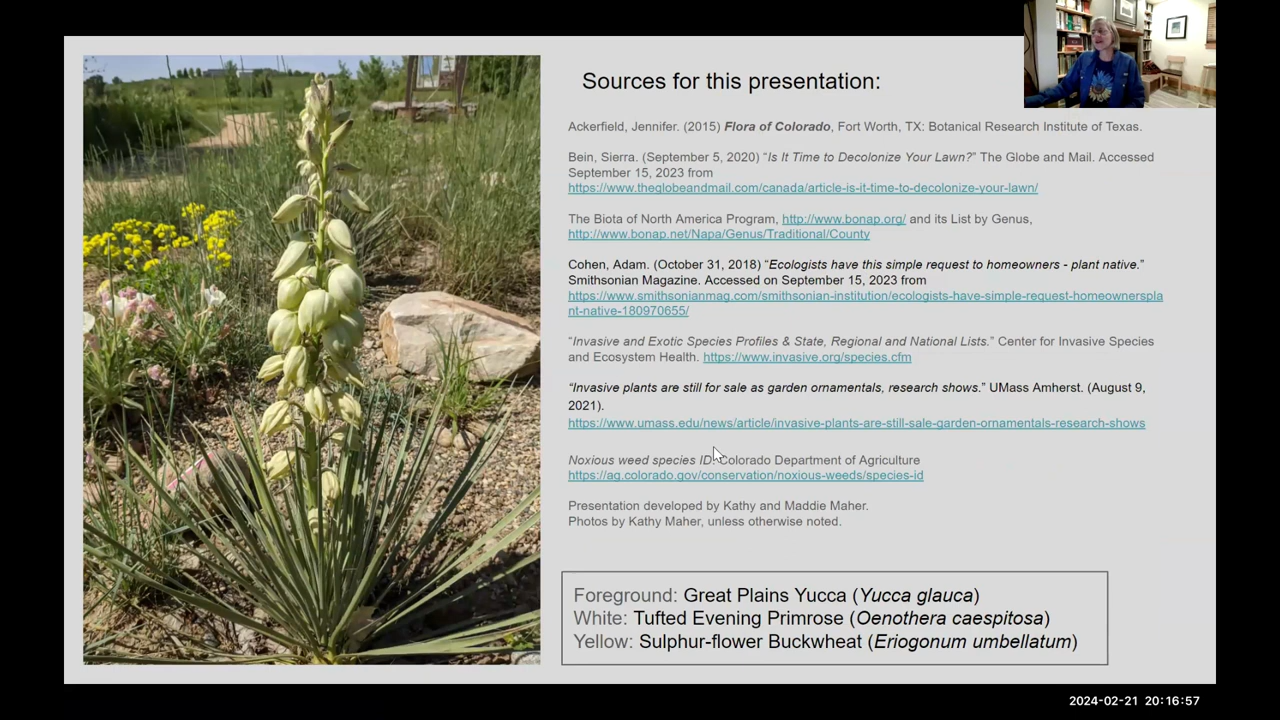 Sources for this presentation:
Ackerfield, Jennifer. (2015) Flora of Colorado, Fort Worth, TX: Botanical Research Institute of Texas.
Bein, Sierra. (September 5, 2020) “Is It Time to Decolonize Your Lawn?” The Globe and Mail. Accessed
September 15, 2023 from
https://www.theglobeandmail.com/canada/article-is-it-time-to-decolonize-your-lawn/
The Biota of North America Program, http://www.bonap.org/ and its List by Genus,
http://www.bonap.net/Napa/Genus/Traditional/County
Cohen, Adam. (October 31, 2018) “Ecologists have this simple request to homeowners - plant native.”
Smithsonian Magazine. Accessed on September 15, 2023 from
https://www.smithsonianmag.com/smithsonian-institution/ecologists-have-simple-request-homeownerspla
nt-native-180970655/
“Invasive and Exotic Species Profiles & State, Regional and National Lists.” Center for Invasive Species
and Ecosystem Health. https://www.invasive.org/species.cfm
“Invasive plants are still for sale as garden ornamentals, research shows.” UMass Amherst. (August 9,
2021).
https://www.umass.edu/news/article/invasive-plants-are-still-sale-garden-ornamentals-research-shows
Noxious weed species ID. Colorado Department of Agriculture
https://ag.colorado.gov/conservation/noxious-weeds/species-id
Presentation developed by Kathy and Maddie Maher.
Photos by Kathy Maher, unless otherwise noted.
Foreground: Great Plains Yucca (Yucca glauca)
White: Tufted Evening Primrose (Oenothera caespitosa)
Yellow: Sulphur-flower Buckwheat (Eriogonum umbellatum)
2024-02-21 20:16:57